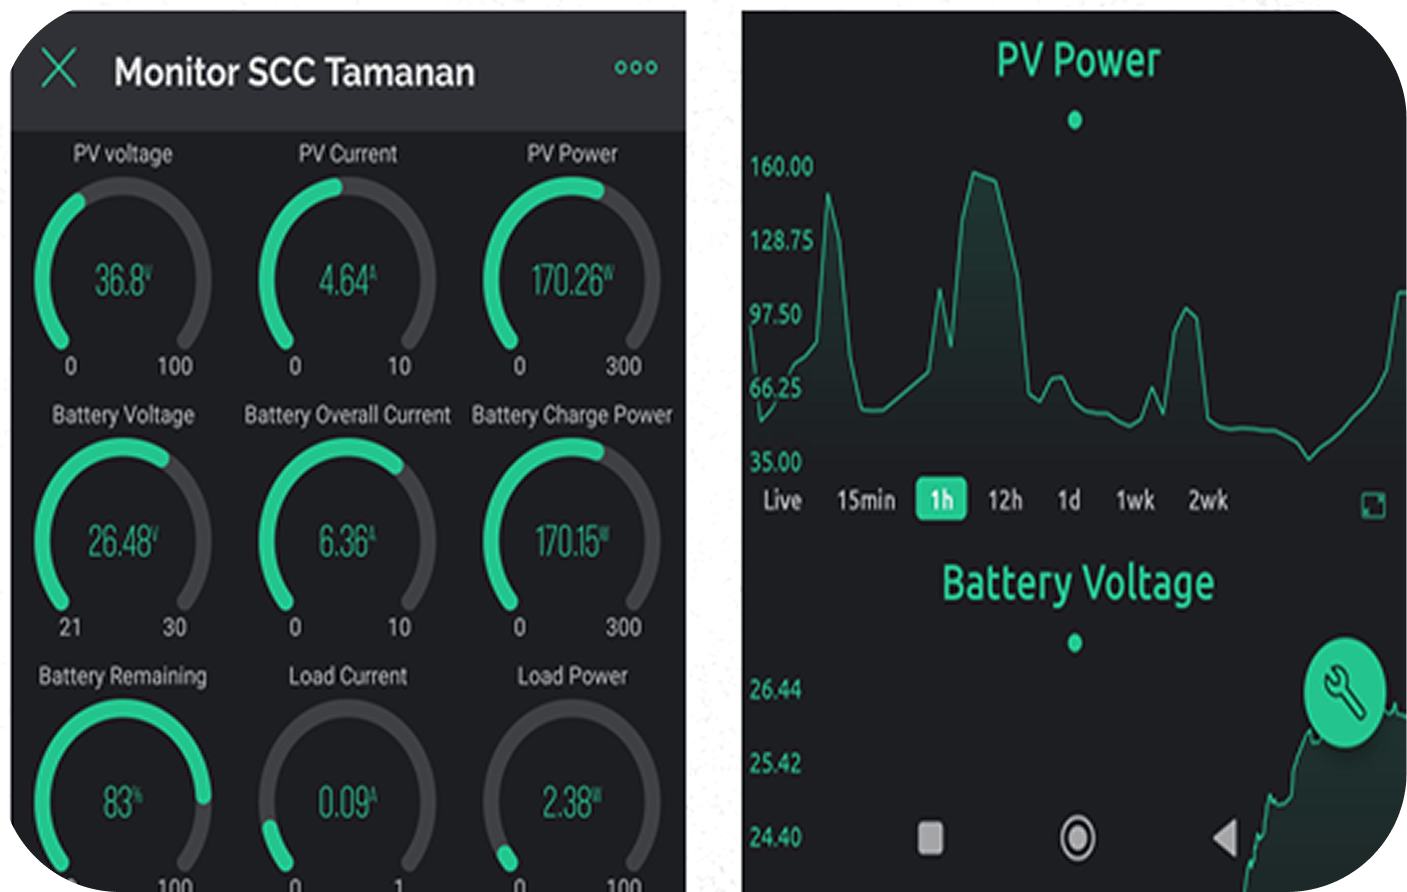 Monitor SCC Tamanan
PV voltage
PV Current
PV Power
36.8V
4.64A
170.26W
0 100
0 10
0 300
Battery Voltage
Battery Overall Current
Battery Charge Power
26.48V
6.36A
170.15W
21 30
0 10
0 300
Battery Remaining
Load Current
Load Power
83%
0.09A
2.38W
100
0 1
0 100
PV Power
160.00
128.75
97.50
66.25
35.00
Live 15min 1h 12h 1d 1wk 2wk
Battery Voltage
26.44
25.42
24.40